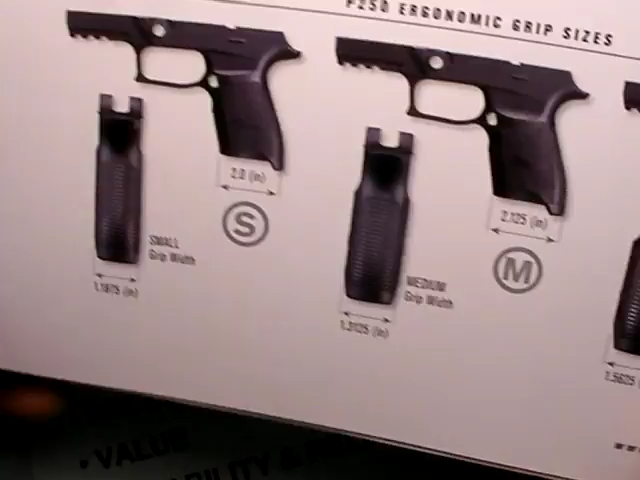 P250 ERGONOMIC GRIP SIZES
2.0 (in)
S
SMALL
Grip Width
1.1875 (in)
2.125 (in)
M
MEDIUM
Grip Width
1.3125 (in)
1.5625
• VALUE
ABILITY &